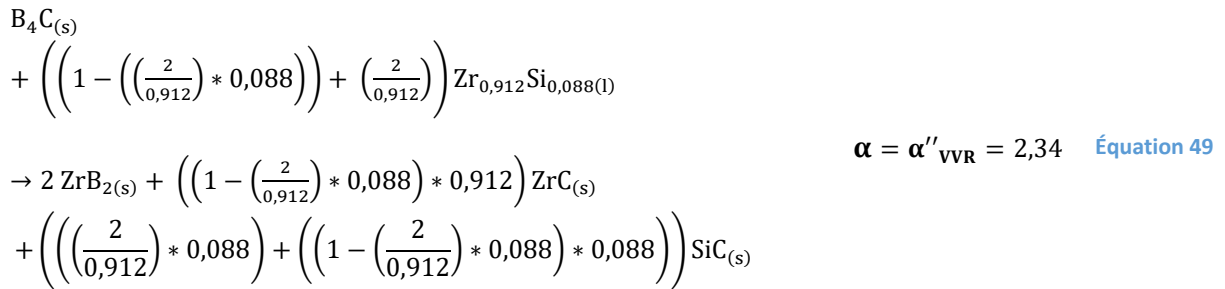 B₄C₍ₛ₎
+ ((1 − ((2/0,912) * 0,088)) + (2/0,912)) Zr₀,₉₁₂Si₀,₀₈₈₍ₗ₎
→ 2 ZrB₂₍ₛ₎ + ((1 − (2/0,912) * 0,088) * 0,912) ZrC₍ₛ₎
+ (((2/0,912) * 0,088) + ((1 − (2/0,912) * 0,088) * 0,088)) SiC₍ₛ₎
α = α′′VVR = 2,34 Équation 49